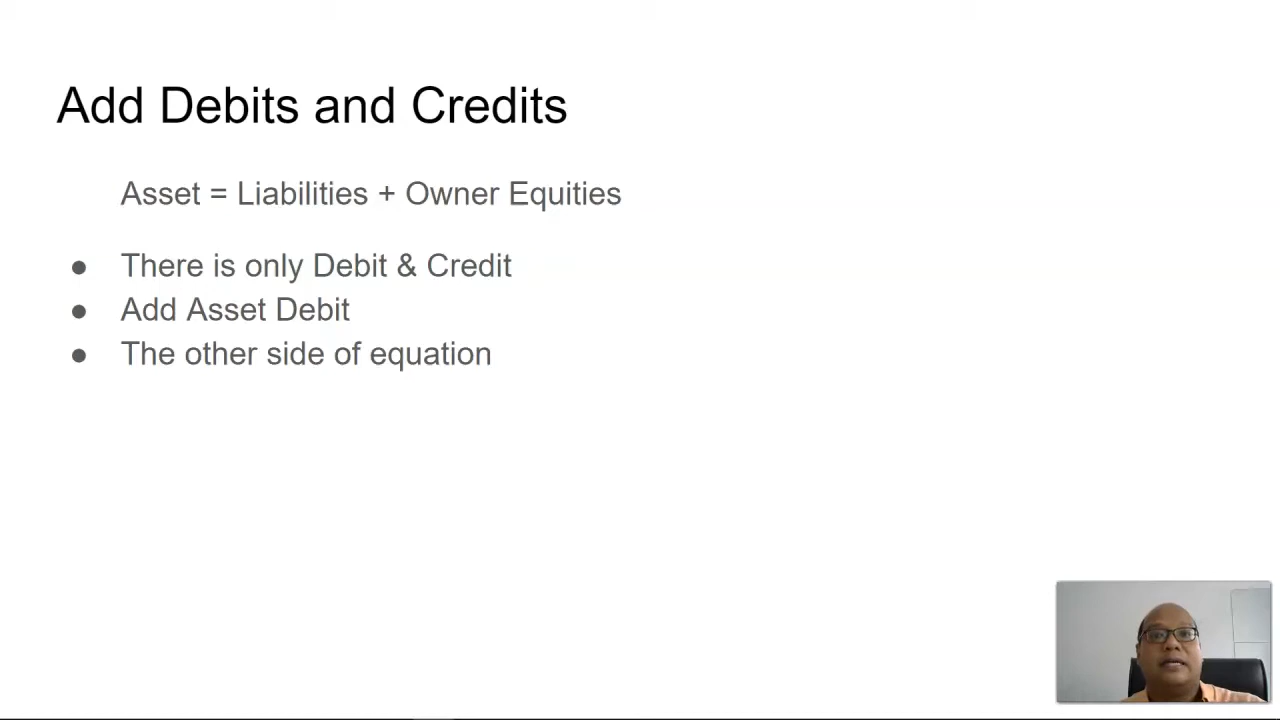 Add Debits and Credits
Asset = Liabilities + Owner Equities
● There is only Debit & Credit
● Add Asset Debit
● The other side of equation